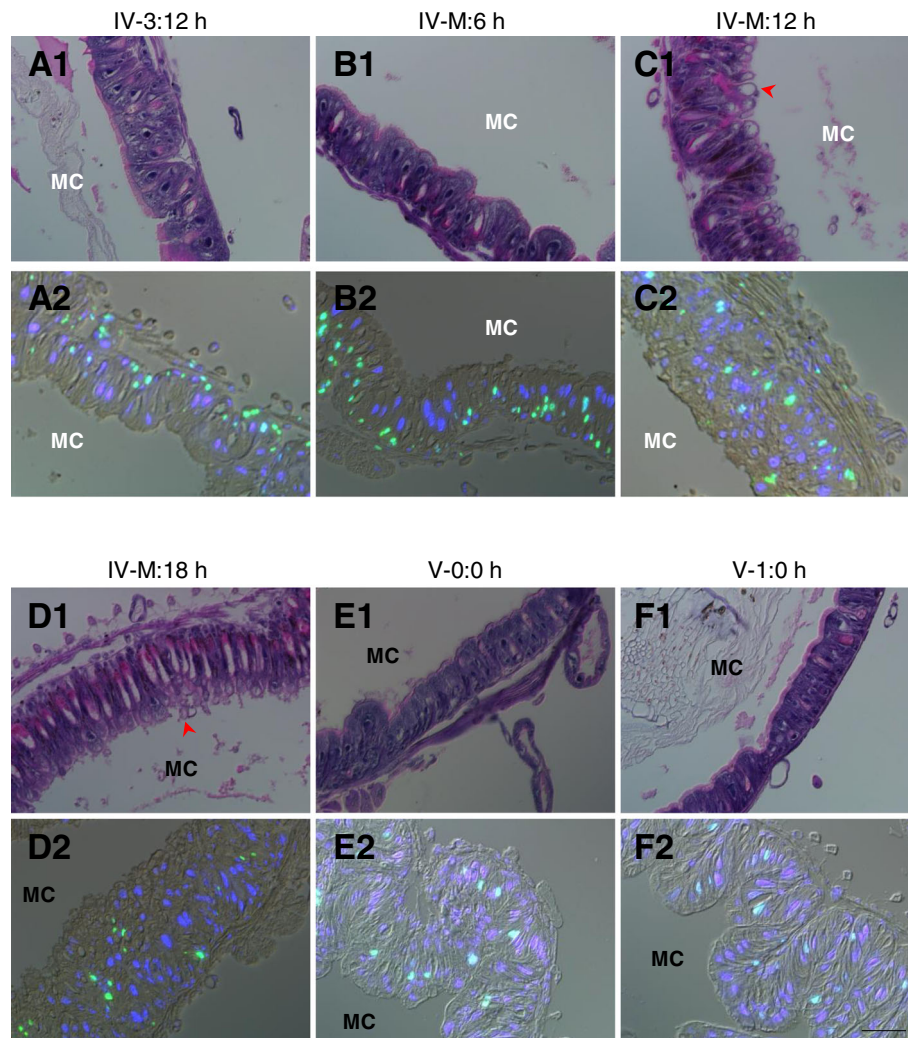 IV-3:12 h IV-M:6 h IV-M:12 h
A1 B1 C1
MC MC MC
A2 B2 C2
MC MC MC
IV-M:18 h V-0:0 h V-1:0 h
D1 E1 F1
MC MC MC
D2 E2 F2
MC MC MC